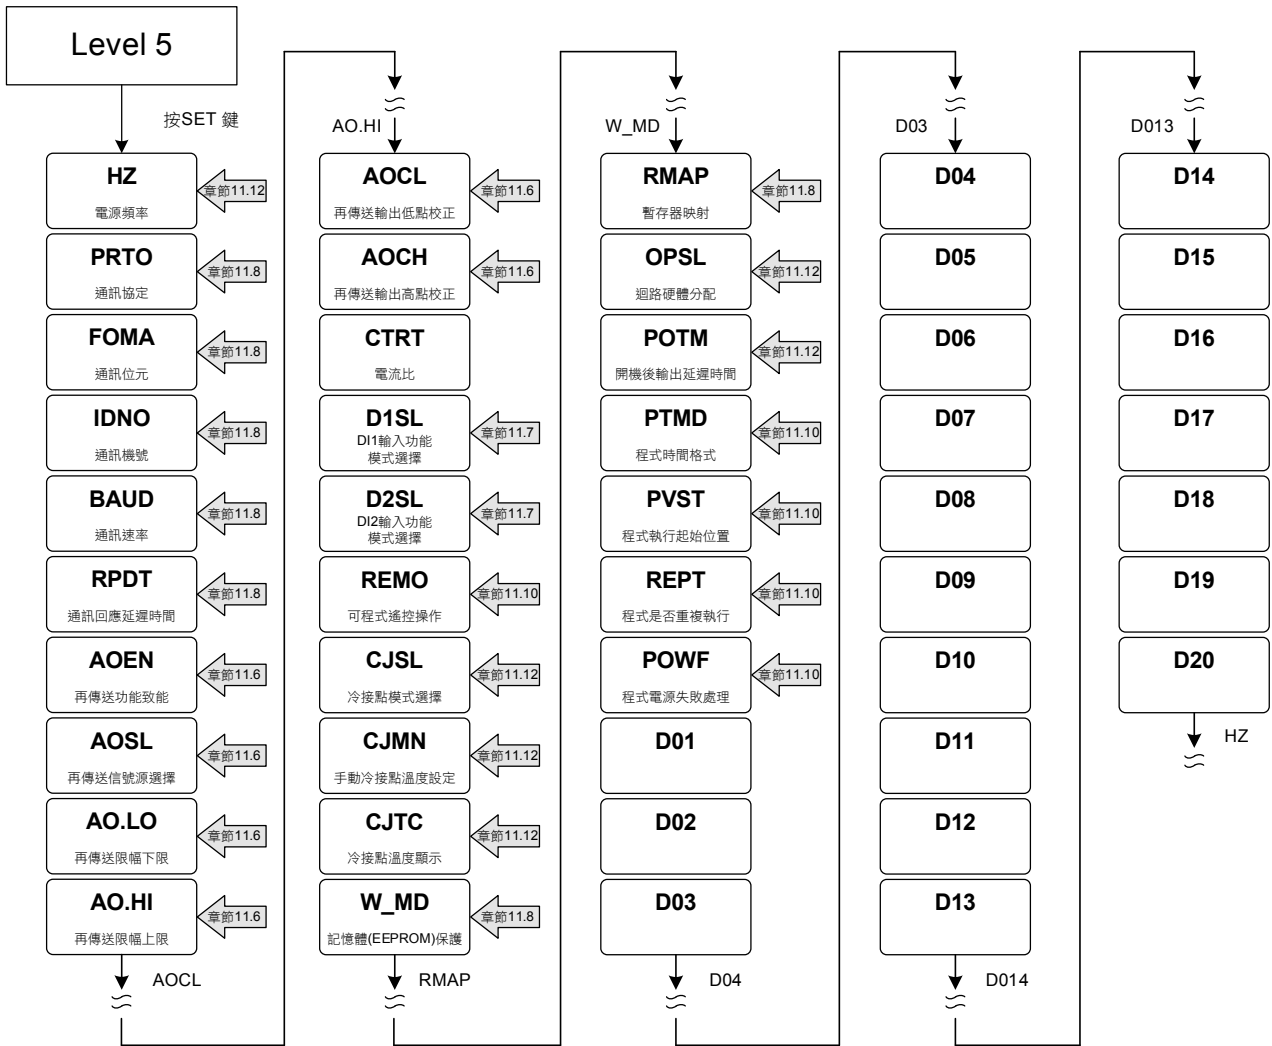 Level 5
按SET 鍵
HZ
電源頻率
章節11.12
PRTO
通訊協定
章節11.8
FOMA
通訊位元
章節11.8
IDNO
通訊機號
章節11.8
BAUD
通訊速率
章節11.8
RPDT
通訊回應延遲時間
章節11.8
AOEN
再傳送功能致能
章節11.6
AOSL
再傳送信號源選擇
章節11.6
AO.LO
再傳送限幅下限
章節11.6
AO.HI
再傳送限幅上限
章節11.6
AOCL
AO.HI
AOCL
再傳送輸出低點校正
章節11.6
AOCH
再傳送輸出高點校正
章節11.6
CTRT
電流比
D1SL
DI1輸入功能
模式選擇
章節11.7
D2SL
DI2輸入功能
模式選擇
章節11.7
REMO
可程式遙控操作
章節11.10
CJSL
冷接點模式選擇
章節11.12
CJMN
手動冷接點溫度設定
章節11.12
CJTC
冷接點溫度顯示
章節11.12
W_MD
記憶體(EEPROM)保護
章節11.8
RMAP
W_MD
RMAP
暫存器映射
章節11.8
OPSL
迴路硬體分配
章節11.12
POTM
開機後輸出延遲時間
章節11.12
PTMD
程式時間格式
章節11.10
PVST
程式執行起始位置
章節11.10
REPT
程式是否重複執行
章節11.10
POWF
程式電源失敗處理
章節11.10
D01
D02
D03
D04
D03
D04
D05
D06
D07
D08
D09
D10
D11
D12
D13
D014
D013
D14
D15
D16
D17
D18
D19
D20
HZ